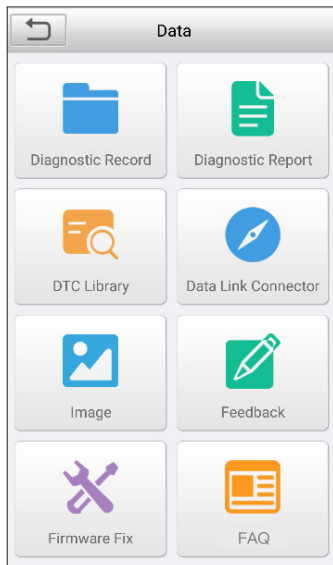 Data
Diagnostic Record
Diagnostic Report
DTC Library
Data Link Connector
Image
Feedback
Firmware Fix
FAQ